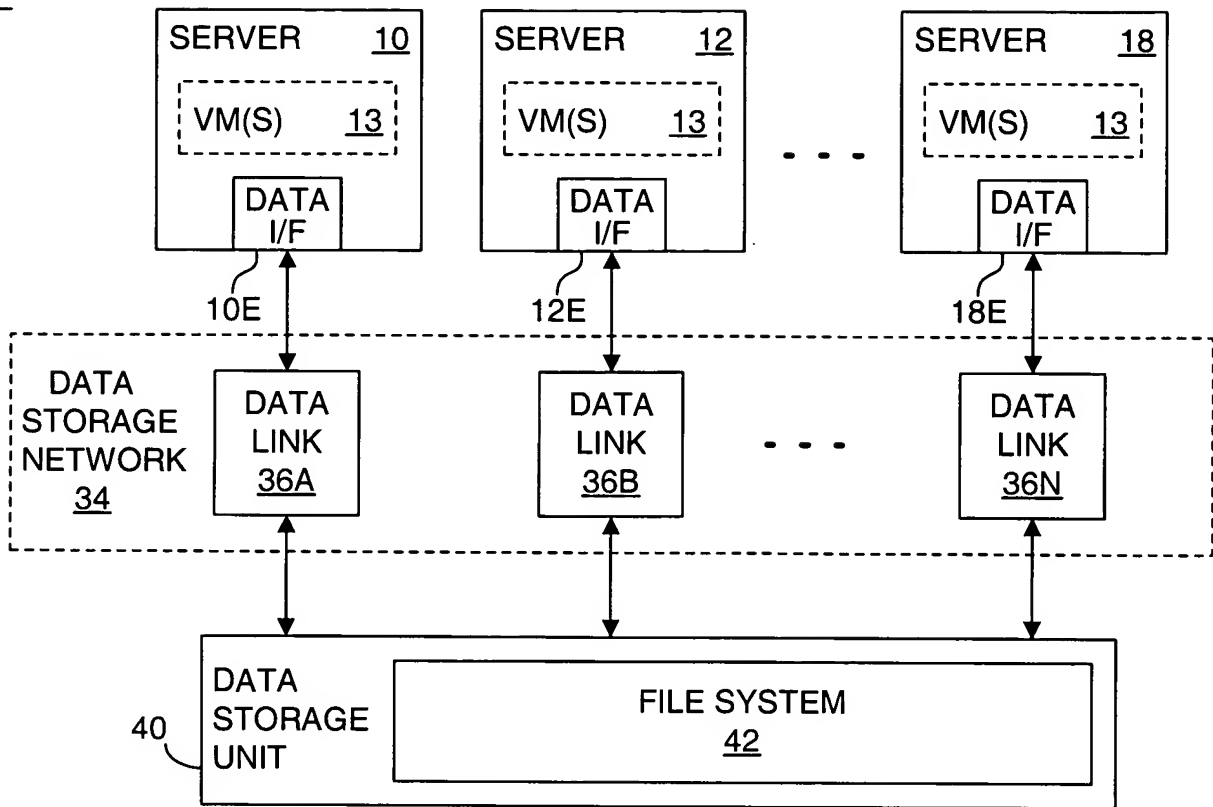 SERVER 10
VM(S) 13
DATA
I/F
10E
SERVER 12
VM(S) 13
DATA
I/F
12E
SERVER 18
VM(S) 13
DATA
I/F
18E
DATA
STORAGE
NETWORK
34
DATA
LINK
36A
DATA
LINK
36B
DATA
LINK
36N
40
DATA
STORAGE
UNIT
FILE SYSTEM
42